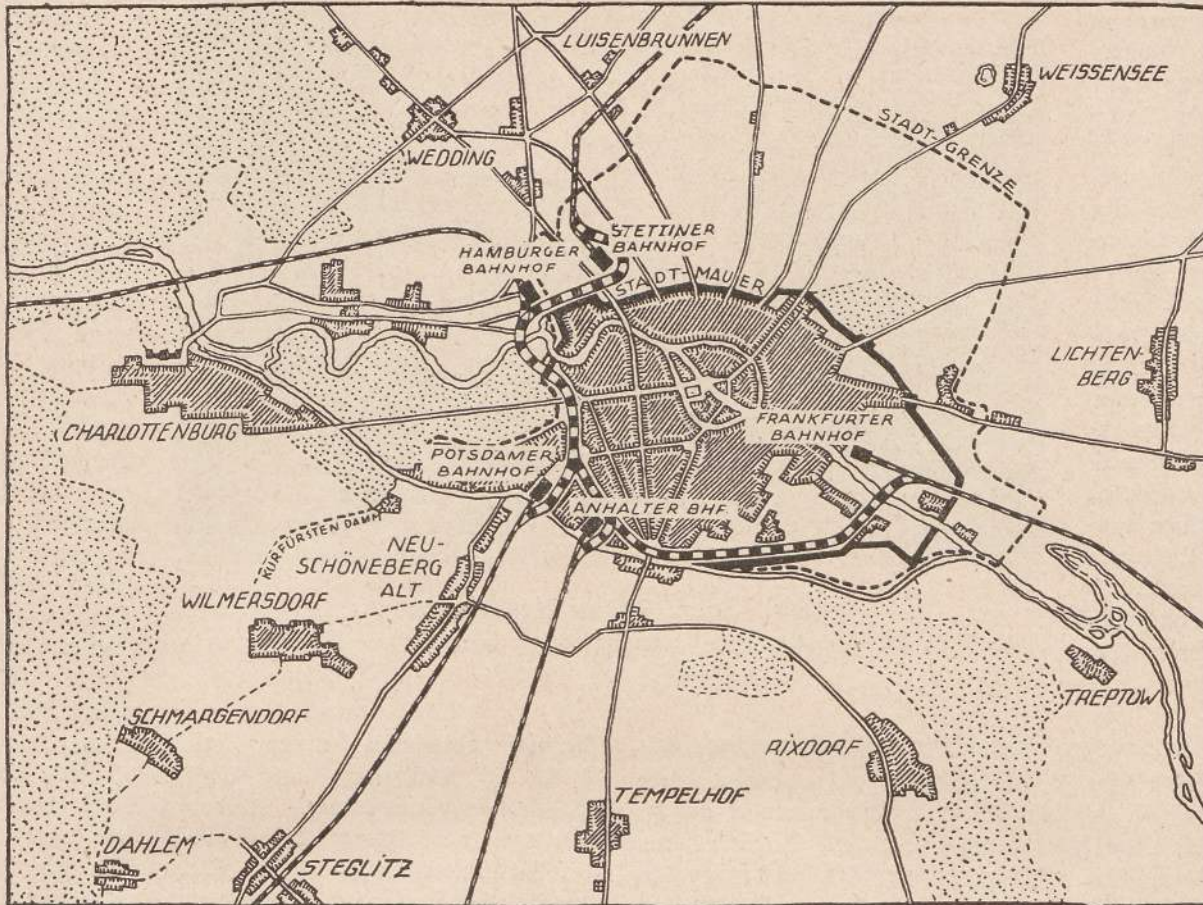 LUISENBRUNNEN
WEISSENSEE
WEDDING
STADT-
GRENZE
STETTINER
BAHNHOF
HAMBURGER
BAHNHOF
STADT-MAUER
LICHTEN-
BERG
CHARLOTTENBURG
POTSDAMER
BAHNHOF
FRANKFURTER
BAHNHOF
ANHALTER BHF.
KURFÜRSTEN DAMM
NEU-
SCHÖNEBERG
ALT
WILMERSDORF
TREPTOW
SCHMARGENDORF
RIXDORF
TEMPELHOF
DAHLEM
STEGLITZ